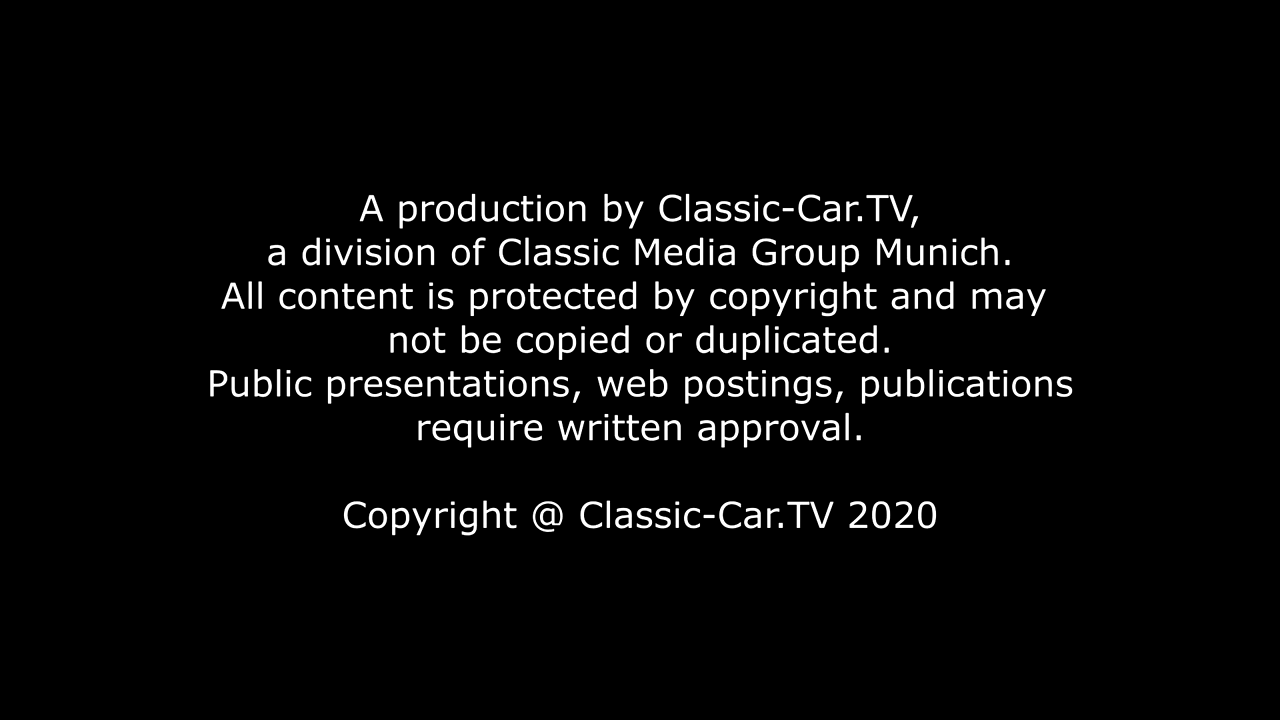 A production by Classic-Car.TV,
a division of Classic Media Group Munich.
All content is protected by copyright and may
not be copied or duplicated.
Public presentations, web postings, publications
require written approval.
Copyright @ Classic-Car.TV 2020